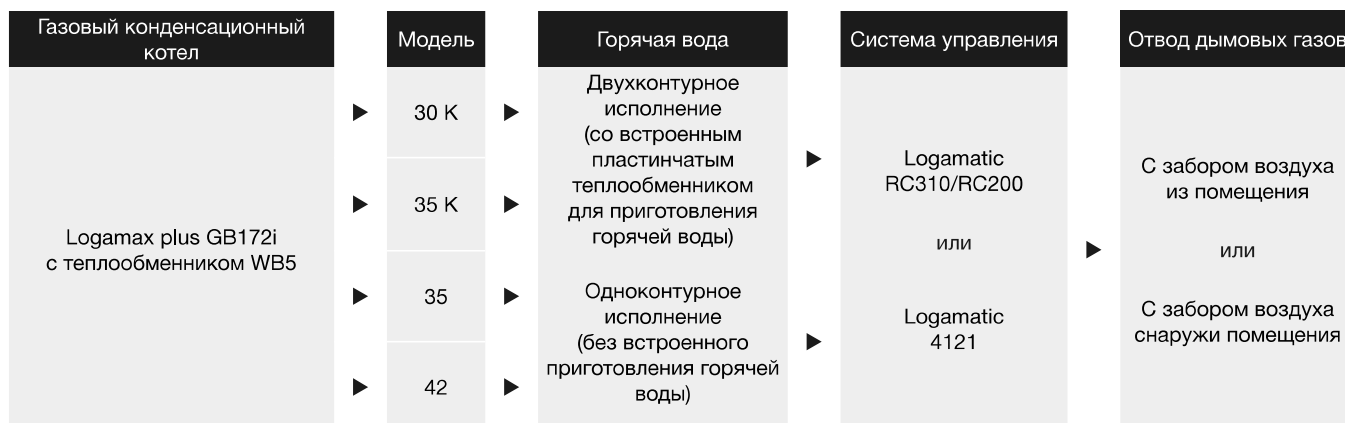 Газовый конденсационный
котел
Logamax plus GB172i
с теплообменником WB5
Модель
30 K
35 K
35
42
Горячая вода
Двухконтурное
исполнение
(со встроенным
пластинчатым
теплообменником
для приготовления
горячей воды)
Одноконтурное
исполнение
(без встроенного
приготовления горячей
воды)
Система управления
Logamatic
RC310/RC200
или
Logamatic
4121
Отвод дымовых газов
С забором воздуха
из помещения
или
С забором воздуха
снаружи помещения